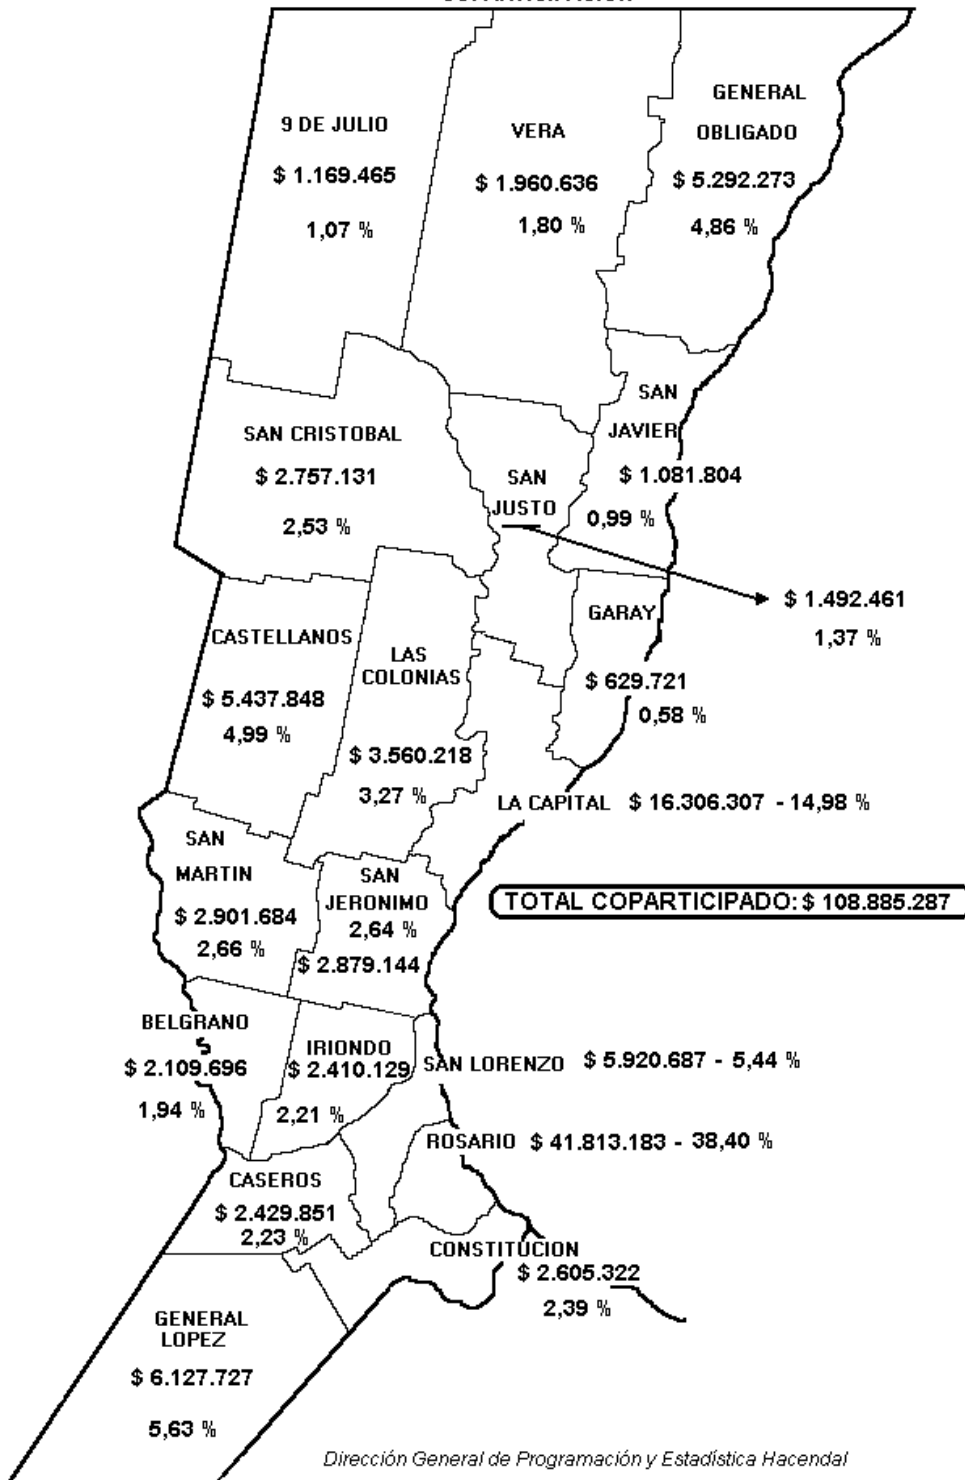 9 DE JULIO
$ 1.169.465
1,07 %
VERA
$ 1.960.636
1,80 %
GENERAL
OBLIGADO
$ 5.292.273
4,86 %
SAN CRISTOBAL
$ 2.757.131
2,53 %
SAN
JUSTO
SAN
JAVIER
$ 1.081.804
0,99 %
$ 1.492.461
1,37 %
CASTELLANOS
$ 5.437.848
4,99 %
LAS
COLONIAS
$ 3.560.218
3,27 %
GARAY
$ 629.721
0,58 %
LA CAPITAL $ 16.306.307 - 14,98 %
SAN
MARTIN
$ 2.901.684
2,66 %
SAN
JERONIMO
2,64 %
$ 2.879.144
TOTAL COPARTICIPADO: $ 108.885.287
BELGRANO
$ 2.109.696
1,94 %
IRIONDO
$ 2.410.129
2,21 %
SAN LORENZO $ 5.920.687 - 5,44 %
ROSARIO $ 41.813.183 - 38,40 %
CASEROS
$ 2.429.851
2,23 %
CONSTITUCION
$ 2.605.322
2,39 %
GENERAL
LOPEZ
$ 6.127.727
5,63 %
Dirección General de Programación y Estadística Hacendal